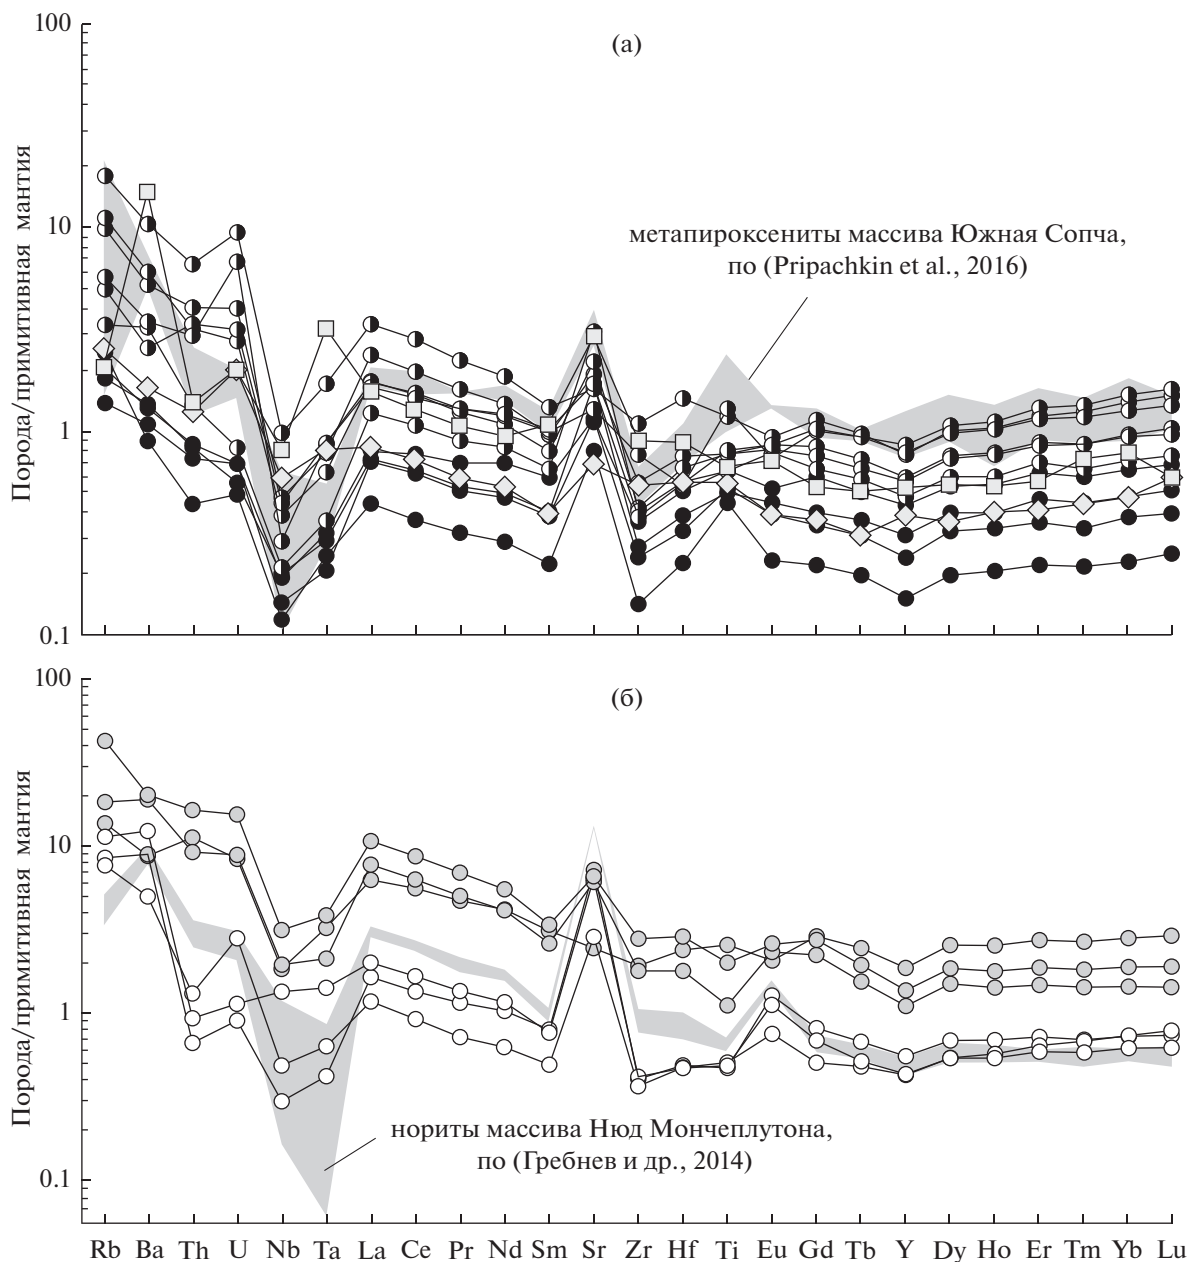 100
(а)
Порода/примитивная мантия
10
метапироксениты массива Южная Сопча,
по (Pripachkin et al., 2016)
1
0.1
100
(б)
Порода/примитивная мантия
10
1
нориты массива Нюд Мончеплутона,
по (Гребнев и др., 2014)
0.1
Rb Ba Th U Nb Ta La Ce Pr Nd Sm Sr Zr Hf Ti Eu Gd Tb Y Dy Ho Er Tm Yb Lu